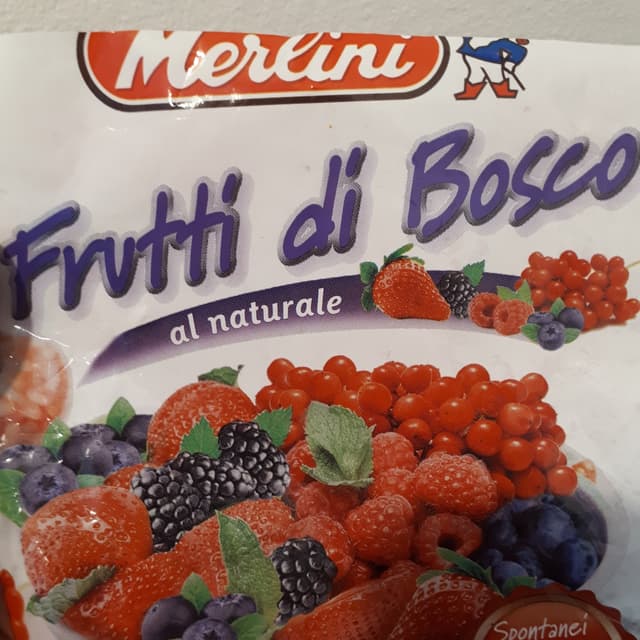 Merlini
Frutti di Bosco
al naturale
Spontanei